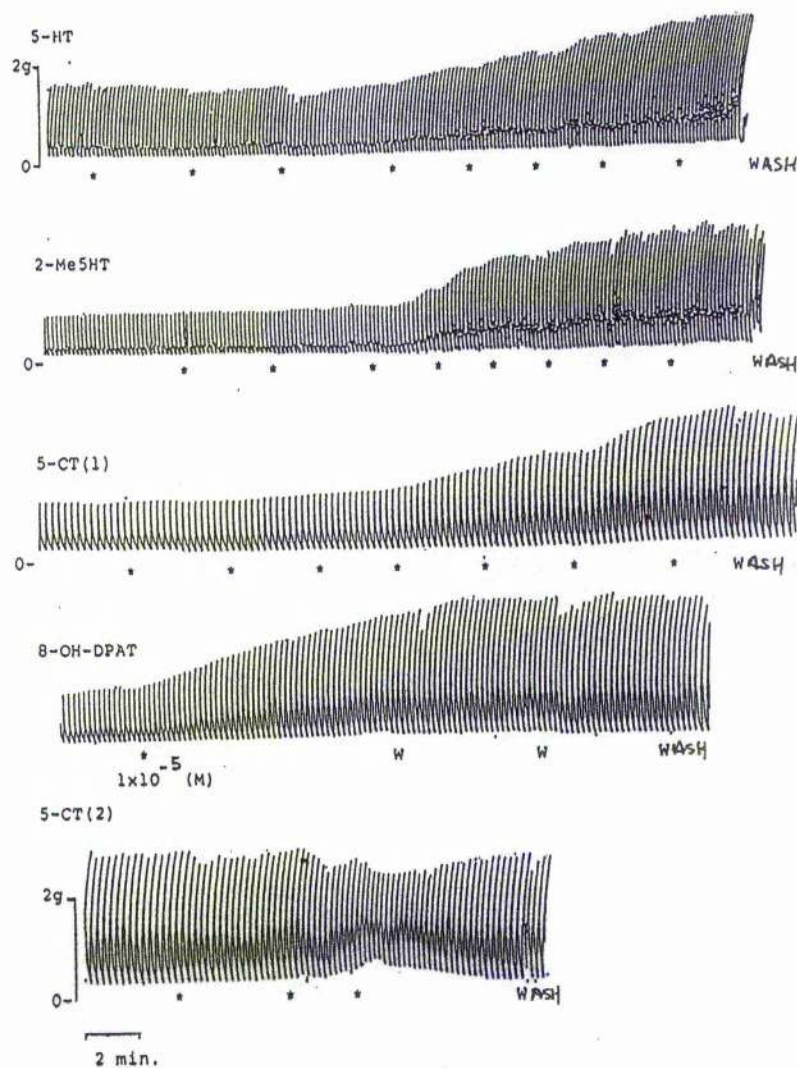 5-HT
2g
0-
* * * * * * * *
WASH
2-Me5HT
0-
* * * * * * * *
WASH
5-CT(1)
0-
* * * * * * *
WASH
8-OH-DPAT
* W W WASH
1x10-5 (M)
5-CT(2)
2g
0-
* * * WASH
2 min.